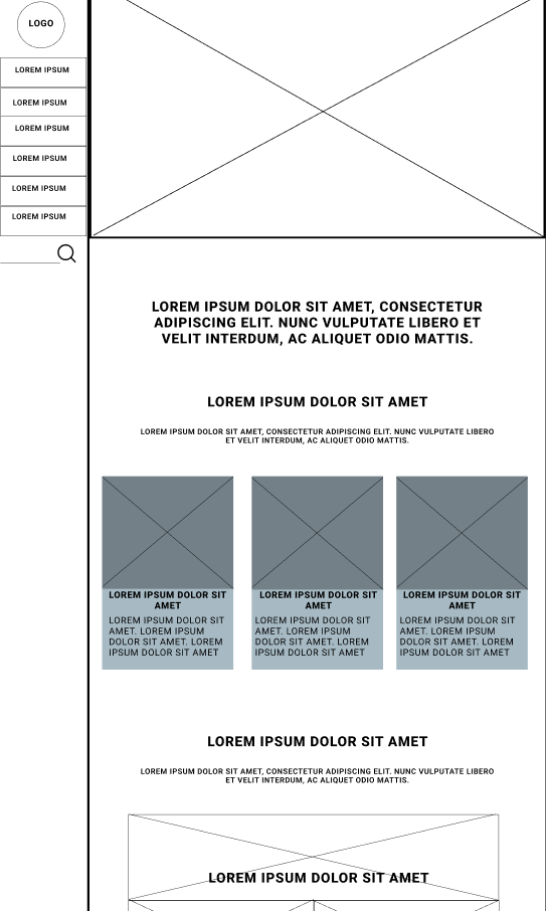 LOGO
LOREM IPSUM
LOREM IPSUM
LOREM IPSUM
LOREM IPSUM
LOREM IPSUM
LOREM IPSUM
LOREM IPSUM DOLOR SIT AMET, CONSECTETUR
ADIPISCING ELIT. NUNC VULPUTATE LIBERO ET
VELIT INTERDUM, AC ALIQUET ODIO MATTIS.
LOREM IPSUM DOLOR SIT AMET
LOREM IPSUM DOLOR SIT AMET, CONSECTETUR ADIPISCING ELIT. NUNC VULPUTATE LIBERO
ET VELIT INTERDUM, AC ALIQUET ODIO MATTIS.
LOREM IPSUM DOLOR SIT
AMET
LOREM IPSUM DOLOR SIT
AMET. LOREM IPSUM
DOLOR SIT AMET. LOREM
IPSUM DOLOR SIT AMET
LOREM IPSUM DOLOR SIT
AMET
LOREM IPSUM DOLOR SIT
AMET. LOREM IPSUM
DOLOR SIT AMET. LOREM
IPSUM DOLOR SIT AMET
LOREM IPSUM DOLOR SIT
AMET
LOREM IPSUM DOLOR SIT
AMET. LOREM IPSUM
DOLOR SIT AMET. LOREM
IPSUM DOLOR SIT AMET
LOREM IPSUM DOLOR SIT AMET
LOREM IPSUM DOLOR SIT AMET, CONSECTETUR ADIPISCING ELIT. NUNC VULPUTATE LIBERO
ET VELIT INTERDUM, AC ALIQUET ODIO MATTIS.
LOREM IPSUM DOLOR SIT AMET